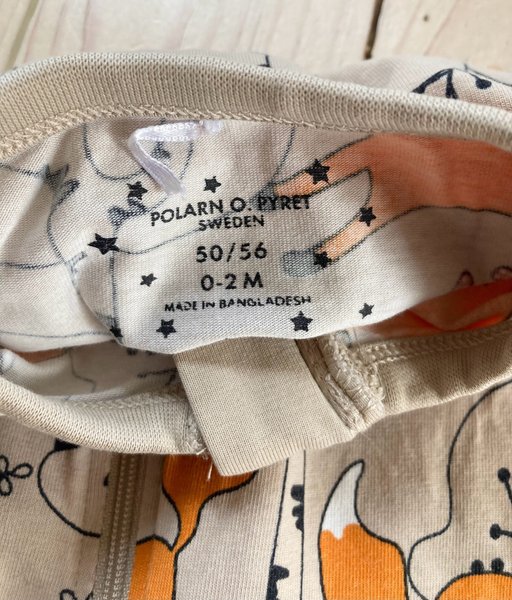 POLARN O. PYRET
SWEDEN
50/56
0-2 M
MADE IN BANGLADESH